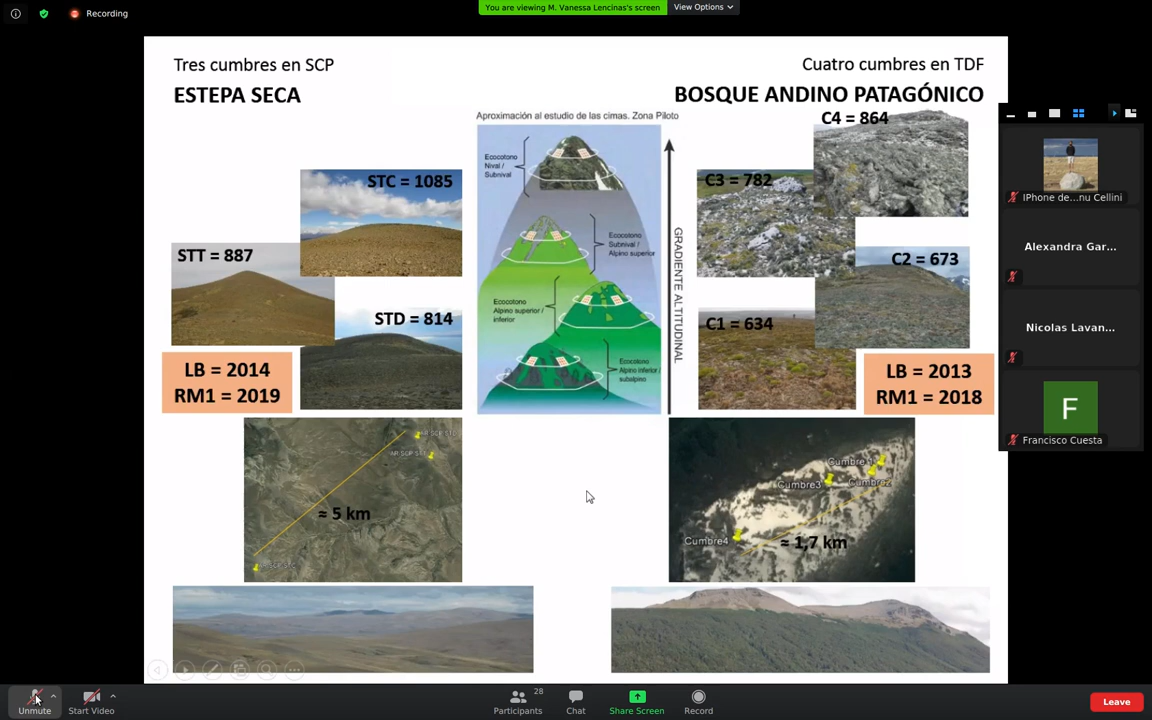 Recording
You are viewing M. Vanessa Lencinas's screen
View Options
Tres cumbres en SCP
ESTEPA SECA
Cuatro cumbres en TDF
BOSQUE ANDINO PATAGÓNICO
Aproximación al estudio de las cimas. Zona Piloto
Ecocotono
Nival /
Subnival
Ecocotono
Subnival /
Alpino superior
Ecocotono
Alpino superior /
inferior
Ecocotono
Alpino inferior /
subalpino
GRADIENTE ALTITUDINAL
STC = 1085
STT = 887
STD = 814
LB = 2014
RM1 = 2019
C4 = 864
C3 = 782
C2 = 673
C1 = 634
LB = 2013
RM1 = 2018
AR SCP STT
≈ 5 km
Cumbre
Cumbre2
Cumbre3
Cumbre4
≈ 1,7 km
IPhone de...nu Cellini
Alexandra Gar...
Nicolas Lavan...
F
Francisco Cuesta
Unmute
Start Video
28
Participants
Chat
Share Screen
Record
Leave